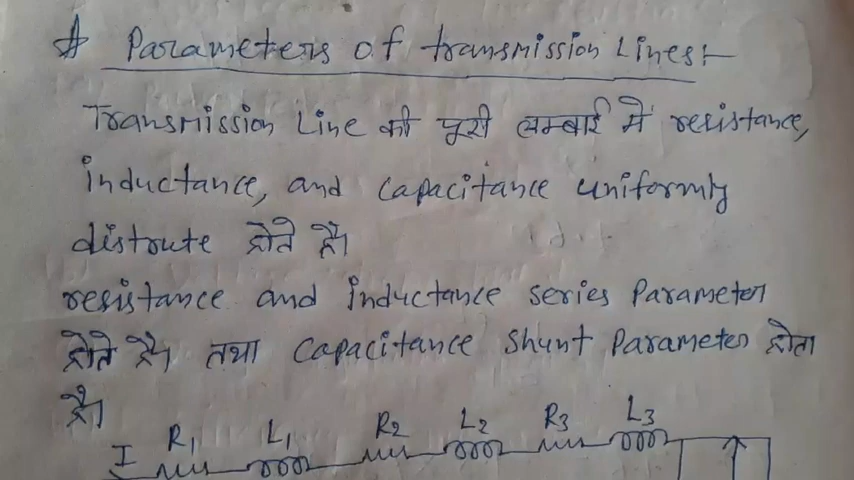 # Parameters of transmission Lines:-
Transmission Line की पूरी लम्बाई में resistance,
inductance, and capacitance uniformly
distroute होते है।
resistance and inductance series Parameter
होते है। तथा capacitance shunt parameter होता
है।
I R1 L1 R2 L2 R3 L3